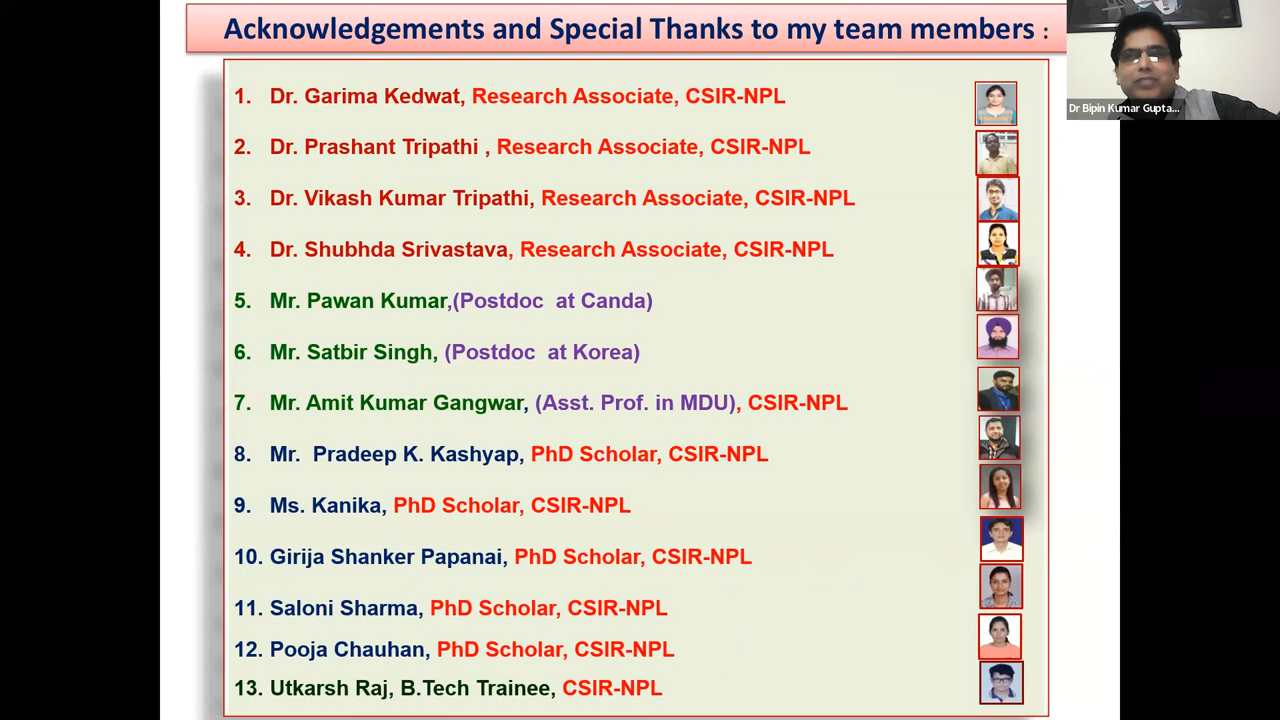 Acknowledgements and Special Thanks to my team members :
Dr Bipin Kumar Gupta...
1. Dr. Garima Kedwat, Research Associate, CSIR-NPL
2. Dr. Prashant Tripathi , Research Associate, CSIR-NPL
3. Dr. Vikash Kumar Tripathi, Research Associate, CSIR-NPL
4. Dr. Shubhda Srivastava, Research Associate, CSIR-NPL
5. Mr. Pawan Kumar,(Postdoc at Canda)
6. Mr. Satbir Singh, (Postdoc at Korea)
7. Mr. Amit Kumar Gangwar, (Asst. Prof. in MDU), CSIR-NPL
8. Mr. Pradeep K. Kashyap, PhD Scholar, CSIR-NPL
9. Ms. Kanika, PhD Scholar, CSIR-NPL
10. Girija Shanker Papanai, PhD Scholar, CSIR-NPL
11. Saloni Sharma, PhD Scholar, CSIR-NPL
12. Pooja Chauhan, PhD Scholar, CSIR-NPL
13. Utkarsh Raj, B.Tech Trainee, CSIR-NPL